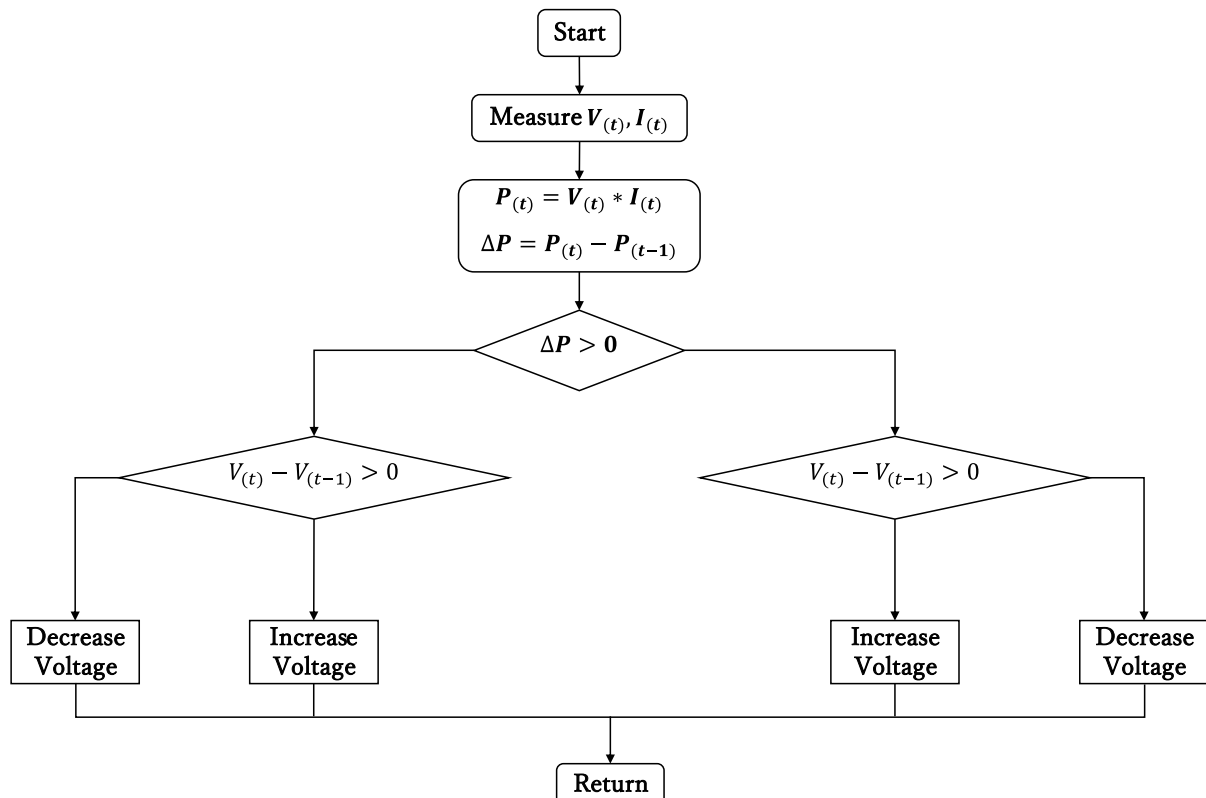 Start
Measure V₍t₎, I₍t₎
P₍t₎ = V₍t₎ * I₍t₎
ΔP = P₍t₎ − P₍t−1₎
ΔP > 0
V₍t₎ − V₍t−1₎ > 0
V₍t₎ − V₍t−1₎ > 0
Decrease
Voltage
Increase
Voltage
Increase
Voltage
Decrease
Voltage
Return